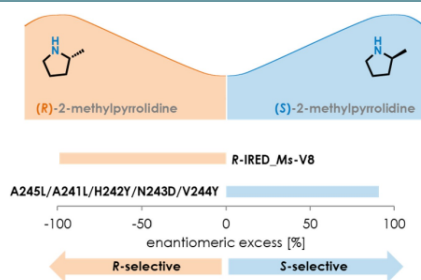 H
N
H
N
(R)-2-methylpyrrolidine
(S)-2-methylpyrrolidine
R-IRED_Ms-V8
A245L/A241L/H242Y/N243D/V244Y
-100 -50 0 50 100
enantiomeric excess [%]
R-selective
S-selective